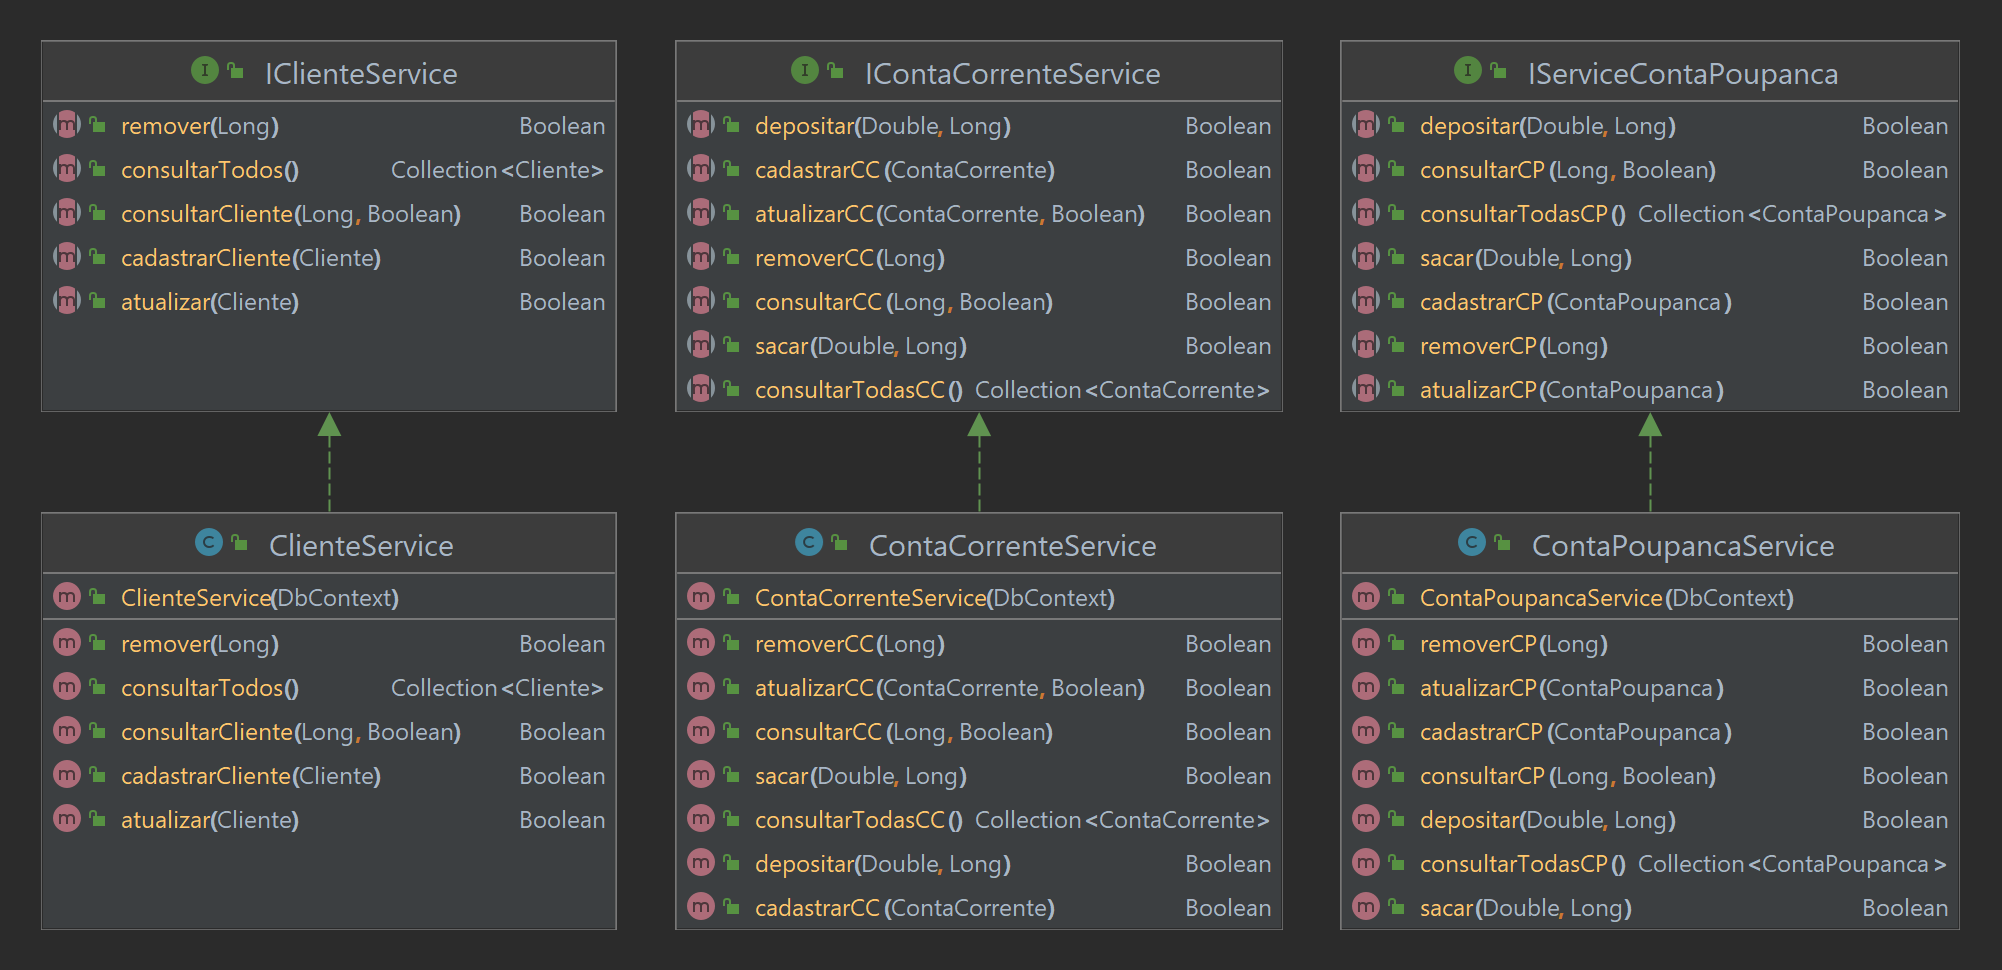 IClienteService
remover(Long) Boolean
consultarTodos() Collection<Cliente>
consultarCliente(Long, Boolean) Boolean
cadastrarCliente(Cliente) Boolean
atualizar(Cliente) Boolean
IContaCorrenteService
depositar(Double, Long) Boolean
cadastrarCC(ContaCorrente) Boolean
atualizarCC(ContaCorrente, Boolean) Boolean
removerCC(Long) Boolean
consultarCC(Long, Boolean) Boolean
sacar(Double, Long) Boolean
consultarTodasCC() Collection<ContaCorrente>
IServiceContaPoupanca
depositar(Double, Long) Boolean
consultarCP(Long, Boolean) Boolean
consultarTodasCP() Collection<ContaPoupanca>
sacar(Double, Long) Boolean
cadastrarCP(ContaPoupanca) Boolean
removerCP(Long) Boolean
atualizarCP(ContaPoupanca) Boolean
ClienteService
ClienteService(DbContext)
remover(Long) Boolean
consultarTodos() Collection<Cliente>
consultarCliente(Long, Boolean) Boolean
cadastrarCliente(Cliente) Boolean
atualizar(Cliente) Boolean
ContaCorrenteService
ContaCorrenteService(DbContext)
removerCC(Long) Boolean
atualizarCC(ContaCorrente, Boolean) Boolean
consultarCC(Long, Boolean) Boolean
sacar(Double, Long) Boolean
consultarTodasCC() Collection<ContaCorrente>
depositar(Double, Long) Boolean
cadastrarCC(ContaCorrente) Boolean
ContaPoupancaService
ContaPoupancaService(DbContext)
removerCP(Long) Boolean
atualizarCP(ContaPoupanca) Boolean
cadastrarCP(ContaPoupanca) Boolean
consultarCP(Long, Boolean) Boolean
depositar(Double, Long) Boolean
consultarTodasCP() Collection<ContaPoupanca>
sacar(Double, Long) Boolean